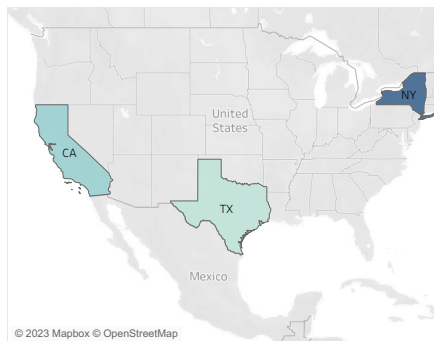 NY
United
States
CA
TX
Mexico
© 2023 Mapbox © OpenStreetMap